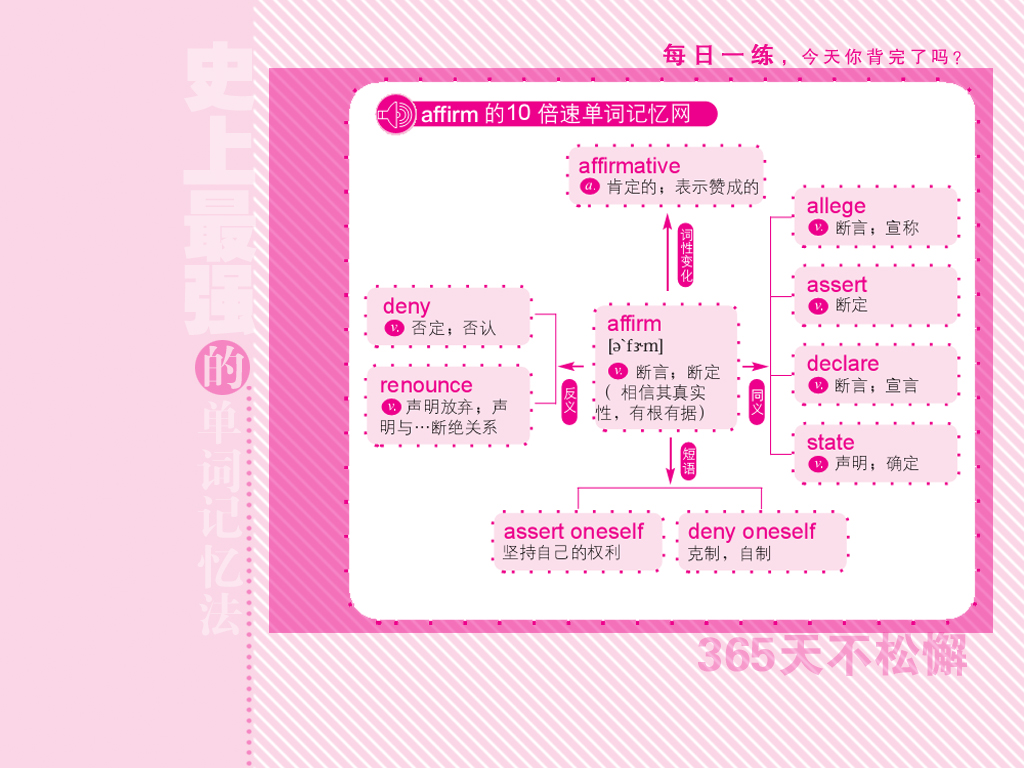 每日一练，今天你背完了吗？
史上最强的单词记忆法
affirm 的10 倍速单词记忆网
affirmative
a. 肯定的；表示赞成的
词性变化
allege
v. 断言；宣称
assert
v. 断定
declare
v. 断言；宣言
state
v. 声明；确定
同义
deny
v. 否定；否认
renounce
v. 声明放弃；声
明与…断绝关系
反义
affirm
[ə`fɝm]
v. 断言；断定
（ 相信其真实
性，有根有据）
短语
assert oneself
坚持自己的权利
deny oneself
克制，自制
365天不松懈